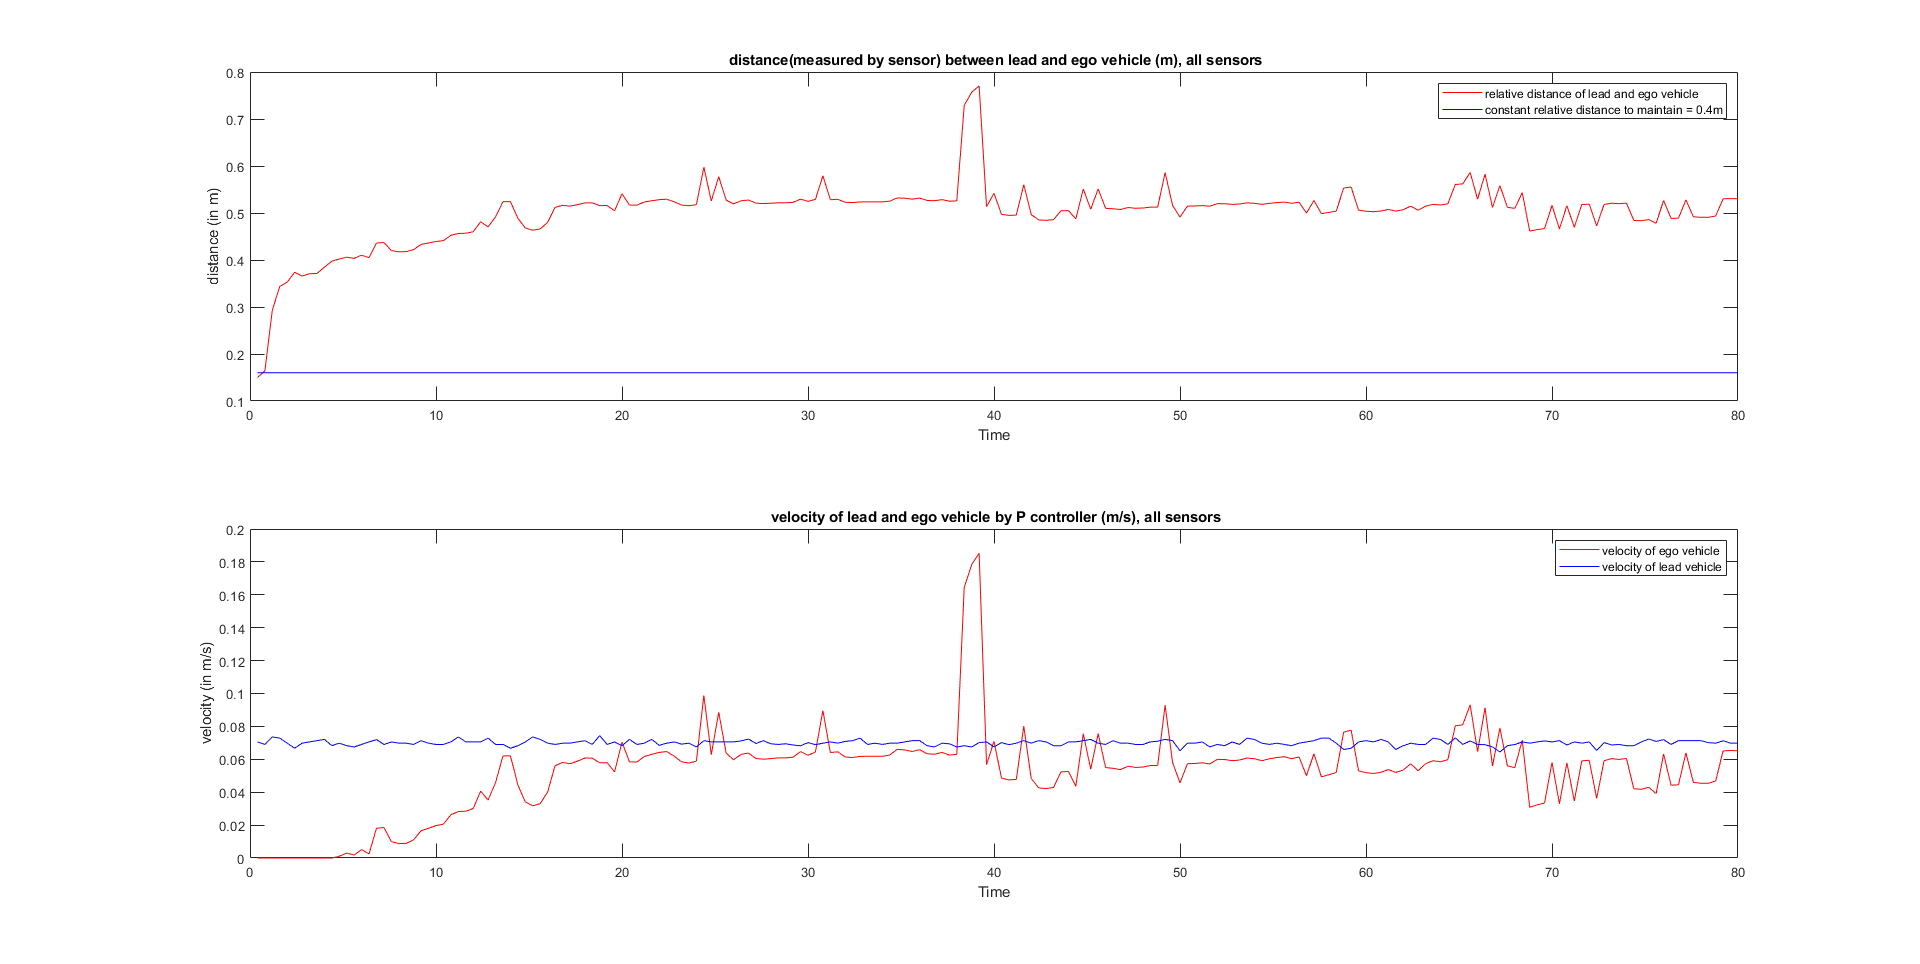 distance(measured by sensor) between lead and ego vehicle (m), all sensors
0.8
0.7
0.6
0.5
0.4
0.3
0.2
0.1
distance (in m)
relative distance of lead and ego vehicle
constant relative distance to maintain = 0.4m
0 10 20 30 40 50 60 70 80
Time
velocity of lead and ego vehicle by P controller (m/s), all sensors
0.2
0.18
0.16
0.14
0.12
0.1
0.08
0.06
0.04
0.02
0
velocity (in m/s)
velocity of ego vehicle
velocity of lead vehicle
0 10 20 30 40 50 60 70 80
Time